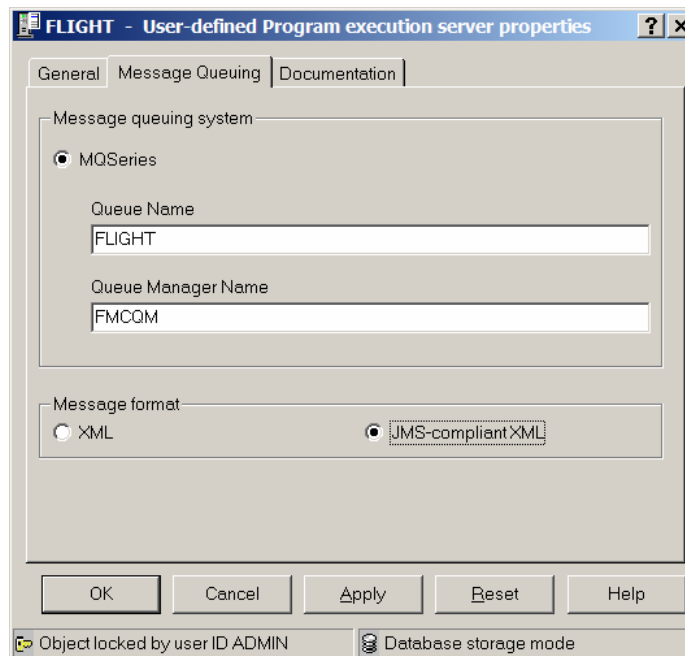 FLIGHT - User-defined Program execution server properties
General Message Queuing Documentation
Message queuing system
MQSeries
Queue Name
FLIGHT
Queue Manager Name
FMCQM
Message format
XML JMS-compliant XML
OK Cancel Apply Reset Help
Object locked by user ID ADMIN Database storage mode